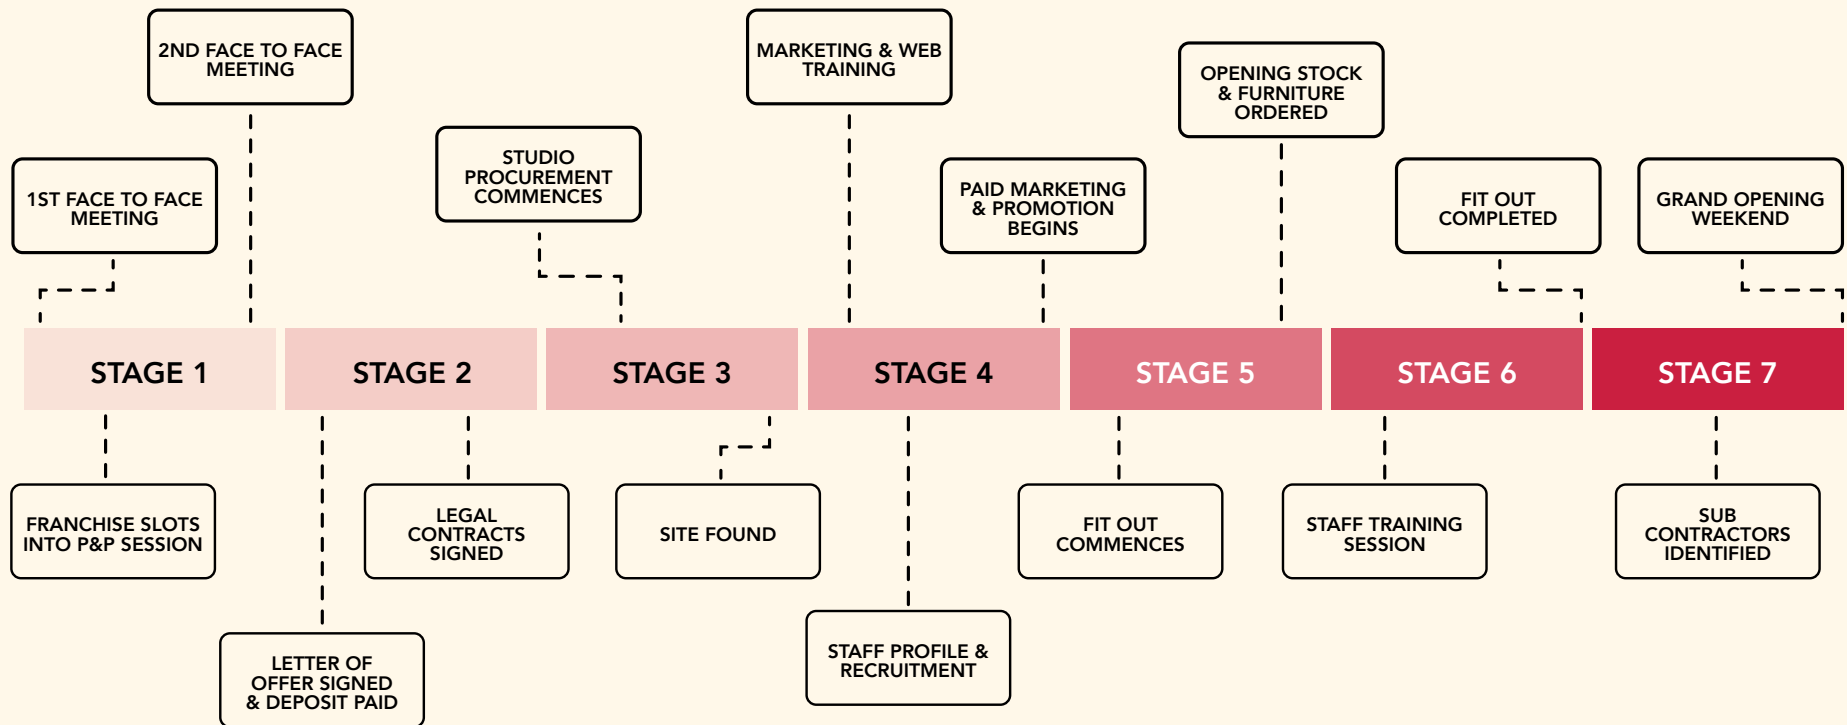 2ND FACE TO FACE
MEETING
MARKETING & WEB
TRAINING
OPENING STOCK
& FURNITURE
ORDERED
STUDIO
PROCUREMENT
COMMENCES
1ST FACE TO FACE
MEETING
PAID MARKETING
& PROMOTION
BEGINS
FIT OUT
COMPLETED
GRAND OPENING
WEEKEND
STAGE 1
STAGE 2
STAGE 3
STAGE 4
STAGE 5
STAGE 6
STAGE 7
FRANCHISE SLOTS
INTO P&P SESSION
LEGAL
CONTRACTS
SIGNED
SITE FOUND
FIT OUT
COMMENCES
STAFF TRAINING
SESSION
SUB
CONTRACTORS
IDENTIFIED
LETTER OF
OFFER SIGNED
& DEPOSIT PAID
STAFF PROFILE &
RECRUITMENT